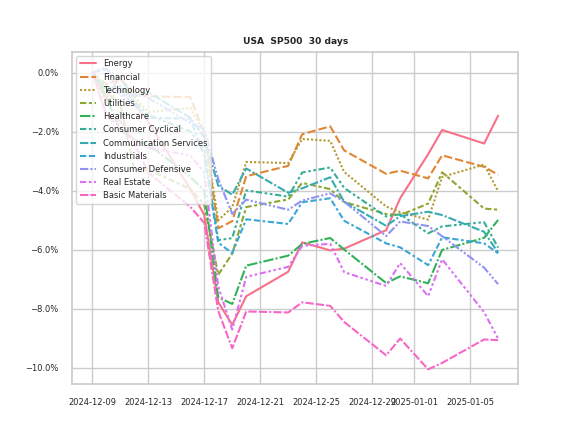 USA SP500 30 days
0.0%
−2.0%
−4.0%
−6.0%
−8.0%
−10.0%
Energy
Financial
Technology
Utilities
Healthcare
Consumer Cyclical
Communication Services
Industrials
Consumer Defensive
Real Estate
Basic Materials
2024-12-09 2024-12-13 2024-12-17 2024-12-21 2024-12-25 2024-12-29 2025-01-01 2025-01-05